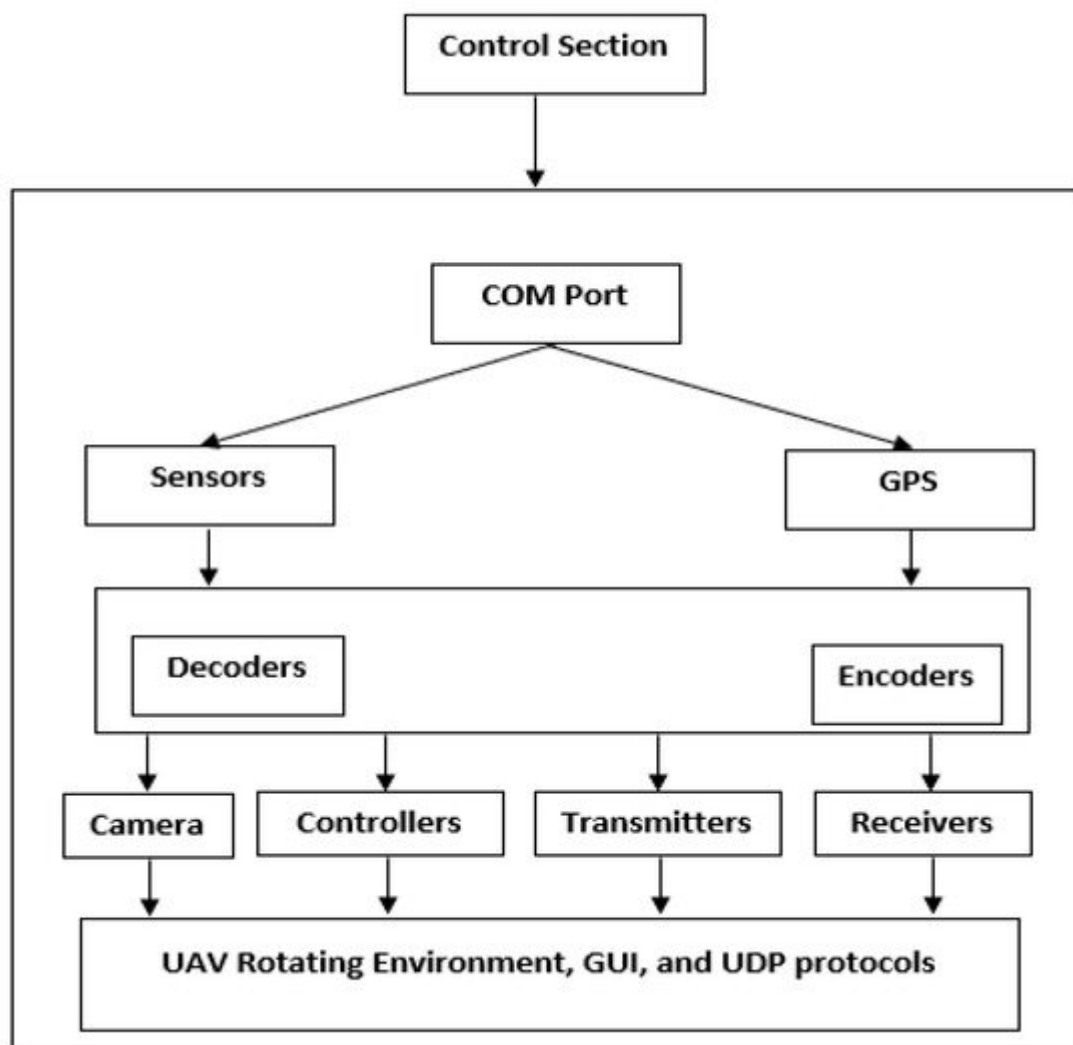 Control Section
COM Port
Sensors
GPS
Decoders
Encoders
Camera
Controllers
Transmitters
Receivers
UAV Rotating Environment, GUI, and UDP protocols